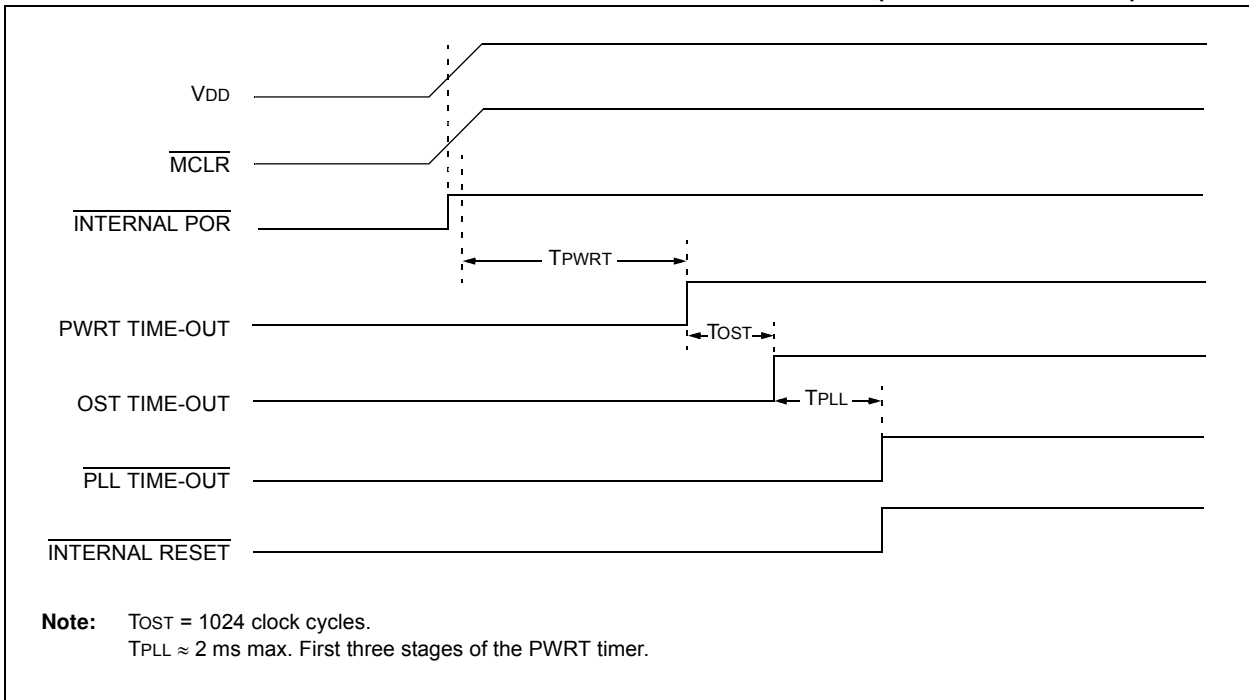 VDD
MCLR
INTERNAL POR
TPWRT
PWRT TIME-OUT
TOST
OST TIME-OUT
TPLL
PLL TIME-OUT
INTERNAL RESET
Note: TOST = 1024 clock cycles.
TPLL ≈ 2 ms max. First three stages of the PWRT timer.